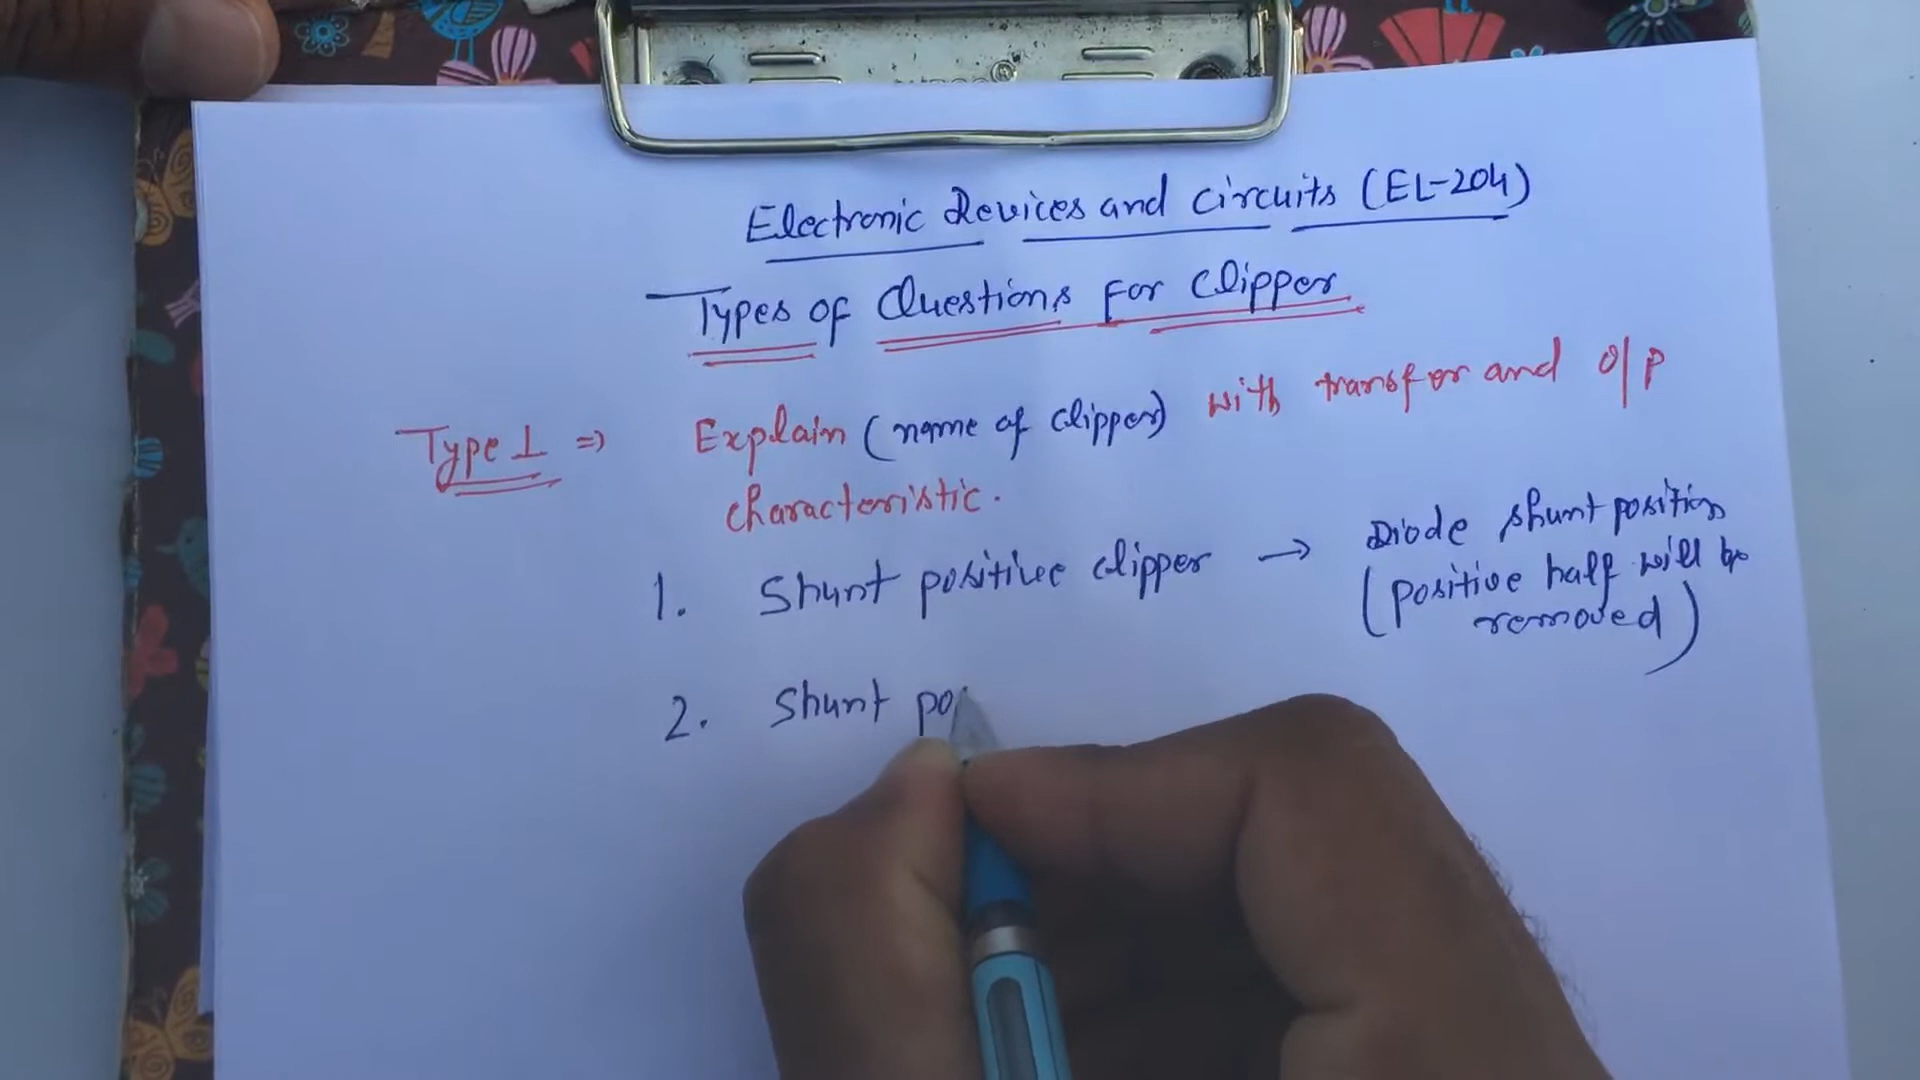 Electronic Devices and Circuits (EL-204)
Types of Questions For Clipper
Type 1 => Explain (name of clipper) with transfer and o/p
characteristic.
1. Shunt positive clipper → Diode shunt position
(positive half will be
removed)
2. Shunt pos